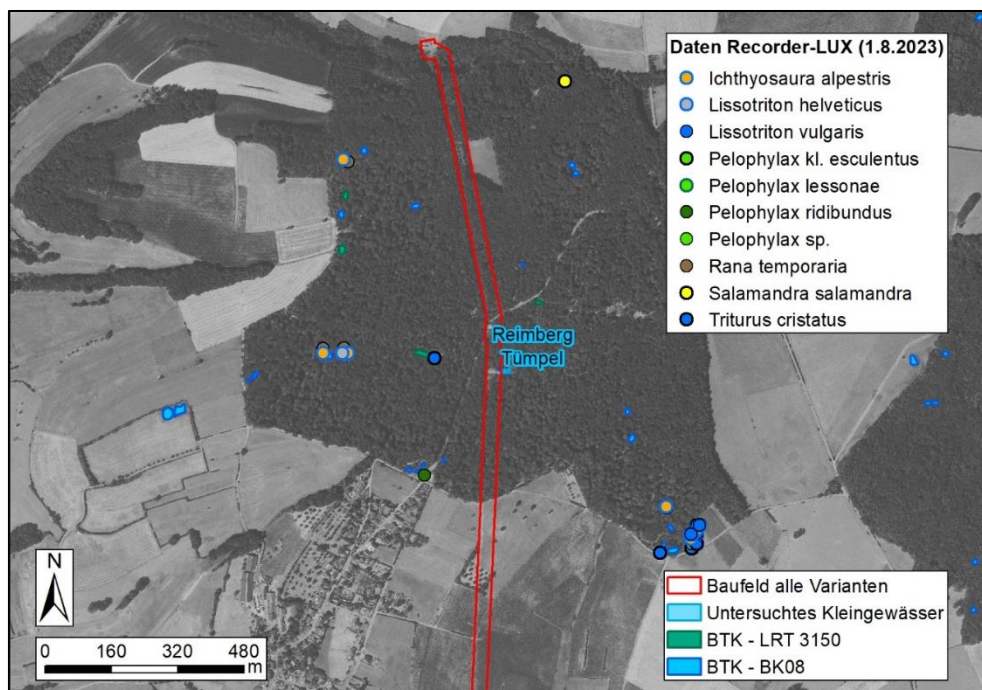 Daten Recorder-LUX (1.8.2023)
Ichthyosaura alpestris
Lissotriton helveticus
Lissotriton vulgaris
Pelophylax kl. esculentus
Pelophylax lessonae
Pelophylax ridibundus
Pelophylax sp.
Rana temporaria
Salamandra salamandra
Triturus cristatus
Reimberg
Tümpel
N
0 160 320 480
m
Baufeld alle Varianten
Untersuchtes Kleingewässer
BTK - LRT 3150
BTK - BK08